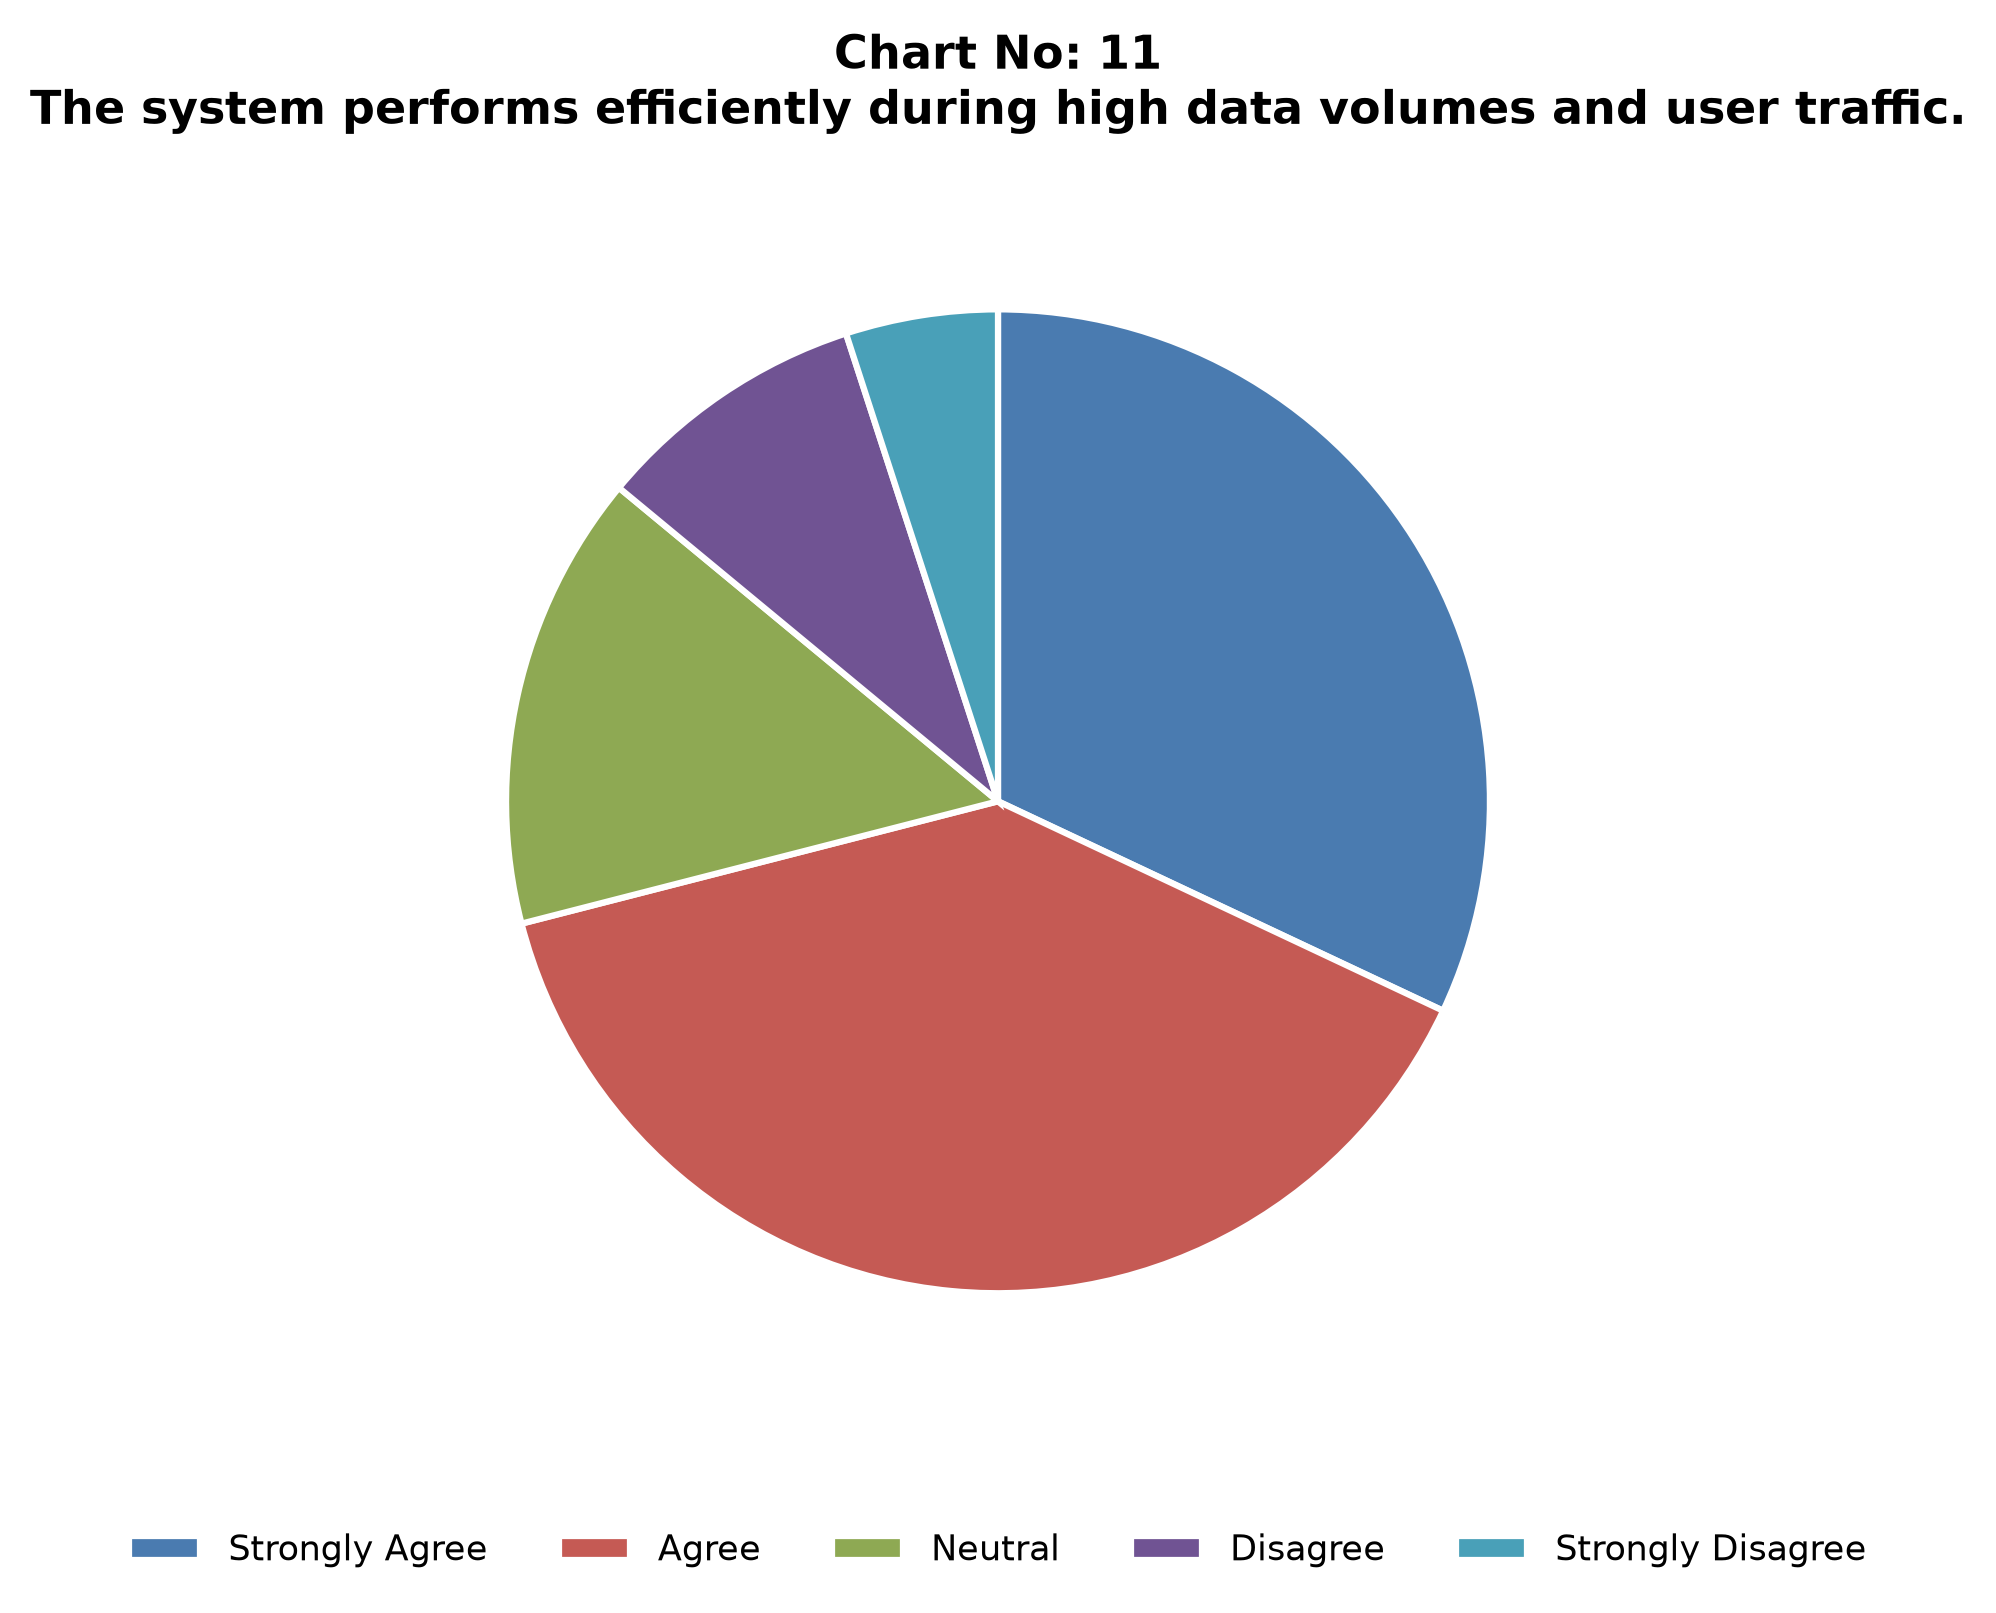 Chart No: 11
The system performs efficiently during high data volumes and user traffic.
Strongly Agree
Agree
Neutral
Disagree
Strongly Disagree